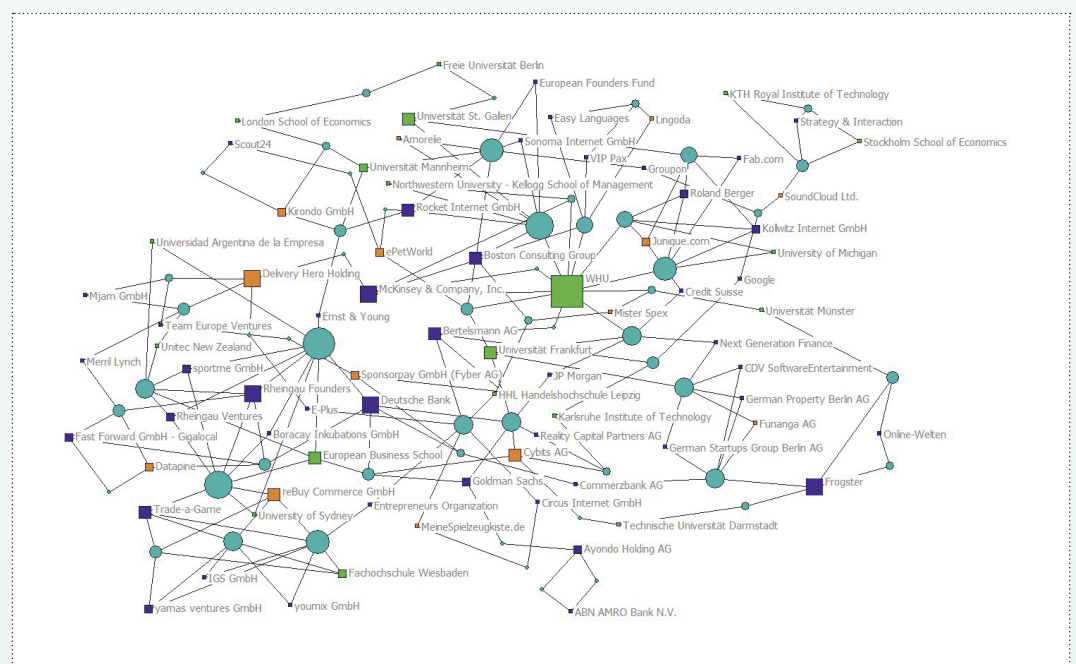 Freie Universität Berlin
European Founders Fund
KTH Royal Institute of Technology
London School of Economics
Universität St. Gallen
Easy Languages
Lingoda
Strategy & Interaction
Scout24
Amorelie
Sonoma Internet GmbH
Stockholm School of Economics
Universität Mannheim
VIP Pax
Groupon
Fab.com
Northwestern University - Kellogg School of Management
Roland Berger
SoundCloud Ltd.
Kirondo GmbH
Rocket Internet GmbH
Kollwitz Internet GmbH
Universidad Argentina de la Empresa
ePetWorld
Boston Consulting Group
Junique.com
University of Michigan
Delivery Hero Holding
WHU
Google
Mjam GmbH
McKinsey & Company, Inc.
Credit Suisse
Ernst & Young
Mister Spex
Universität Münster
Team Europe Ventures
Bertelsmann AG
Unitec New Zealand
Universität Frankfurt
Next Generation Finance
Merril Lynch
sportme GmbH
Sponsorpay GmbH (Fyber AG)
JP Morgan
CDV SoftwareEntertainment
Rheingau Founders
Deutsche Bank
HHL Handelshochschule Leipzig
German Property Berlin AG
Rheingau Ventures
E-Plus
Karlsruhe Institute of Technology
Funanga AG
Fast Forward GmbH - Gigalocal
Boracay Inkubations GmbH
Reality Capital Partners AG
Online-Welten
German Startups Group Berlin AG
Datapine
European Business School
Cybits AG
Goldman Sachs
Commerzbank AG
Frogster
reBuy Commerce GmbH
Entrepreneurs Organization
Circus Internet GmbH
Trade-a-Game
University of Sydney
MeineSpielzeugkiste.de
Technische Universität Darmstadt
Ayondo Holding AG
IGS GmbH
Fachochschule Wiesbaden
yamas ventures GmbH
youmix GmbH
ABN AMRO Bank N.V.